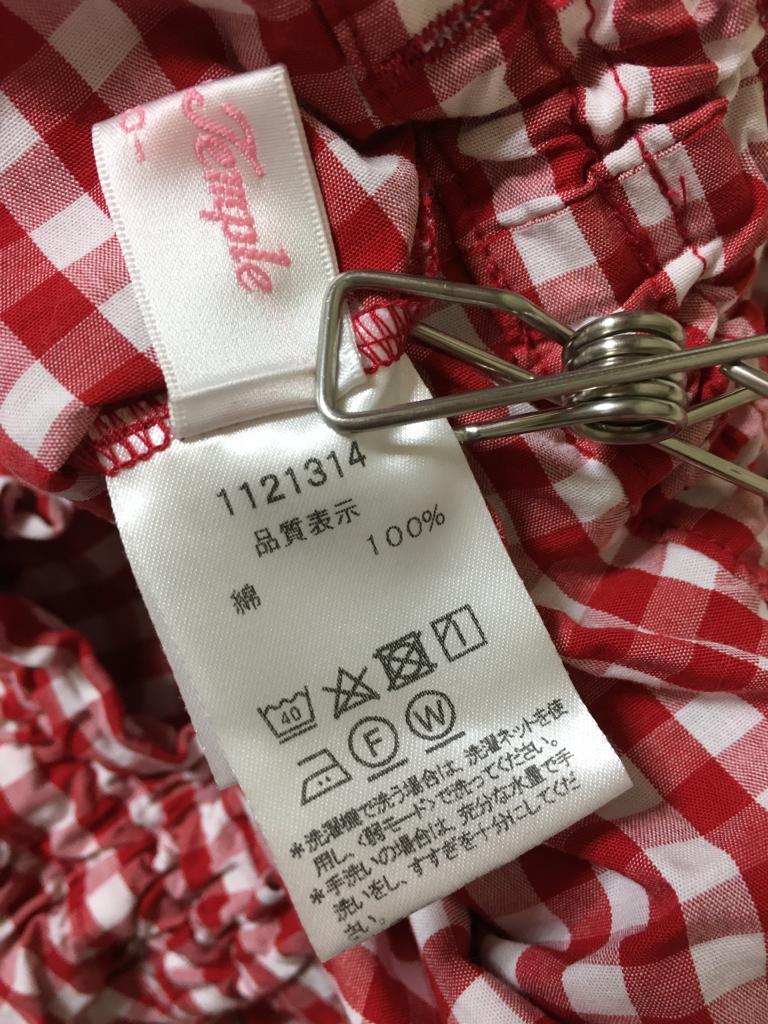 Temple
1121314
品質表示
綿 100%
40
F W
*洗濯機で洗う場合は、洗濯ネットを使
用し、〈弱モード〉で洗ってください。
*手洗いの場合は、充分な水量で手
洗いをし、すすぎを十分にしてくだ
さい。